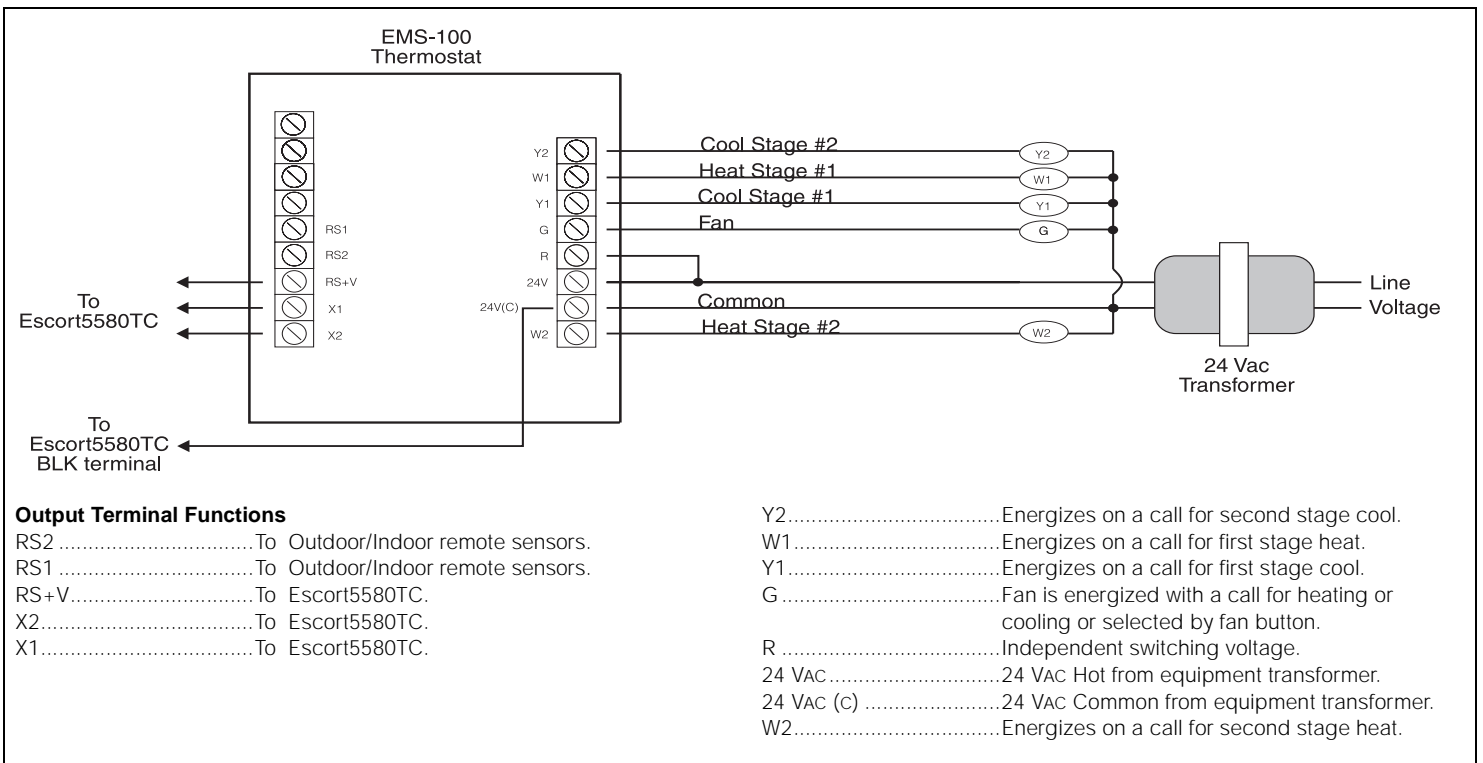 EMS-100
Thermostat
Y2
W1
Y1
G
R
24V
24V(C)
W2
RS1
RS2
RS+V
X1
X2
Cool Stage #2
Heat Stage #1
Cool Stage #1
Fan
Common
Heat Stage #2
Y2
W1
Y1
G
W2
Line
Voltage
24 Vac
Transformer
To
Escort5580TC
To
Escort5580TC
BLK terminal
Output Terminal Functions
RS2 .................................To Outdoor/Indoor remote sensors.
RS1 .................................To Outdoor/Indoor remote sensors.
RS+V...............................To Escort5580TC.
X2....................................To Escort5580TC.
X1....................................To Escort5580TC.
Y2....................................Energizes on a call for second stage cool.
W1...................................Energizes on a call for first stage heat.
Y1....................................Energizes on a call for first stage cool.
G.....................................Fan is energized with a call for heating or
cooling or selected by fan button.
R .....................................Independent switching voltage.
24 VAC.............................24 VAC Hot from equipment transformer.
24 VAC (C) .......................24 VAC Common from equipment transformer.
W2...................................Energizes on a call for second stage heat.